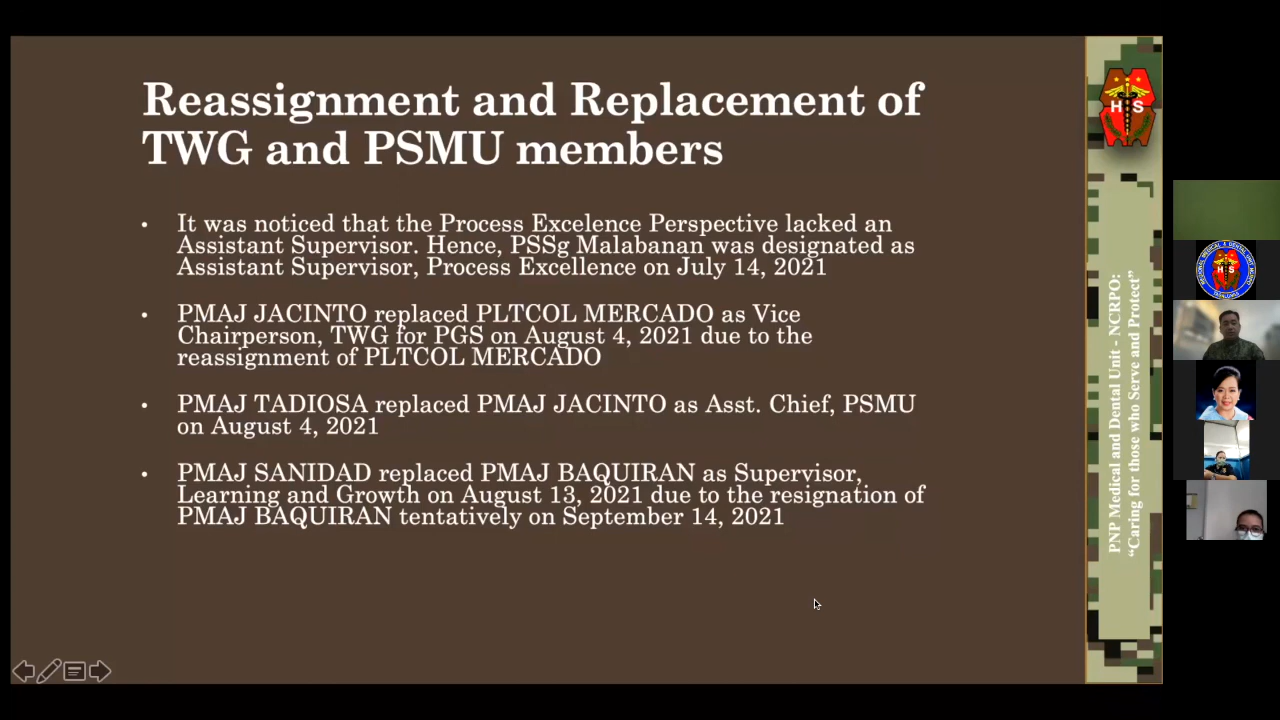 Reassignment and Replacement of
TWG and PSMU members
• It was noticed that the Process Excelence Perspective lacked an
Assistant Supervisor. Hence, PSSg Malabanan was designated as
Assistant Supervisor, Process Excellence on July 14, 2021
• PMAJ JACINTO replaced PLTCOL MERCADO as Vice
Chairperson, TWG for PGS on August 4, 2021 due to the
reassignment of PLTCOL MERCADO
• PMAJ TADIOSA replaced PMAJ JACINTO as Asst. Chief, PSMU
on August 4, 2021
• PMAJ SANIDAD replaced PMAJ BAQUIRAN as Supervisor,
Learning and Growth on August 13, 2021 due to the resignation of
PMAJ BAQUIRAN tentatively on September 14, 2021
H S
PNP Medical and Dental Unit - NCRPO:
“Caring for those who Serve and Protect”